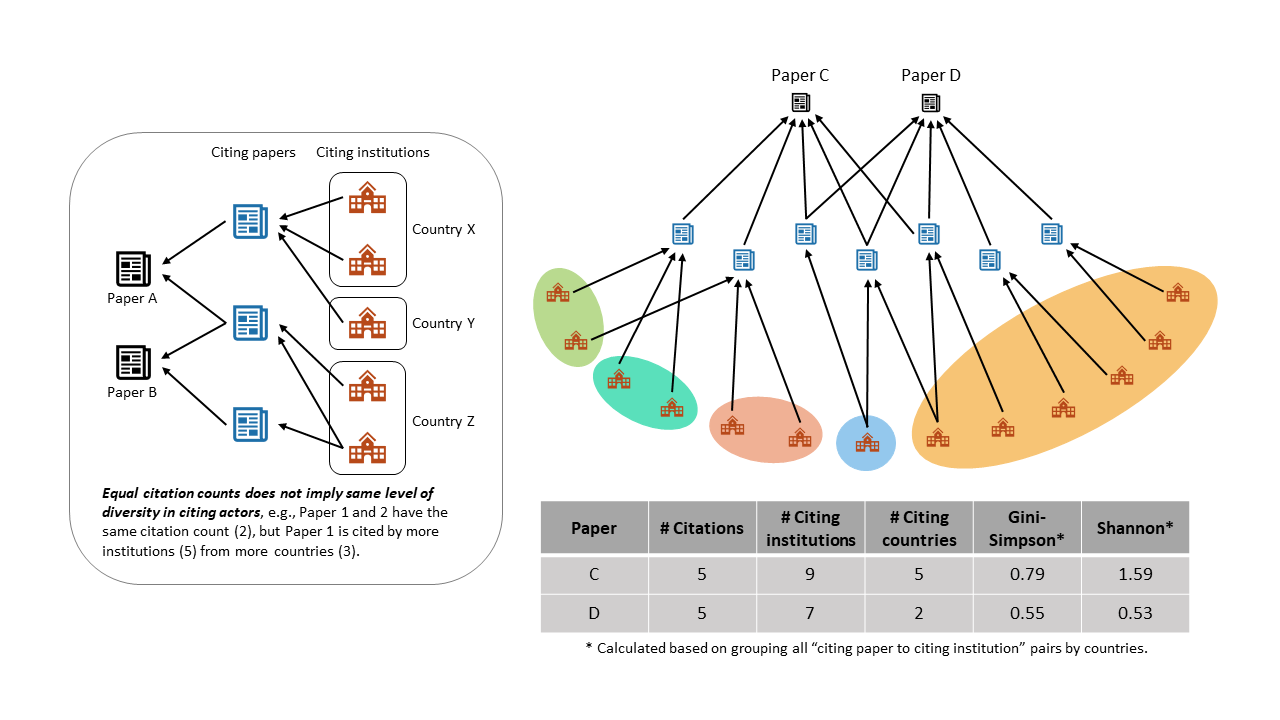 Citing papers
Citing institutions
Country X
Paper A
Country Y
Paper B
Country Z
Equal citation counts does not imply same level of
diversity in citing actors, e.g., Paper 1 and 2 have the
same citation count (2), but Paper 1 is cited by more
institutions (5) from more countries (3).
Paper C
Paper D
Paper # Citations # Citing institutions # Citing countries Gini-Simpson* Shannon*
C 5 9 5 0.79 1.59
D 5 7 2 0.55 0.53
* Calculated based on grouping all “citing paper to citing institution” pairs by countries.